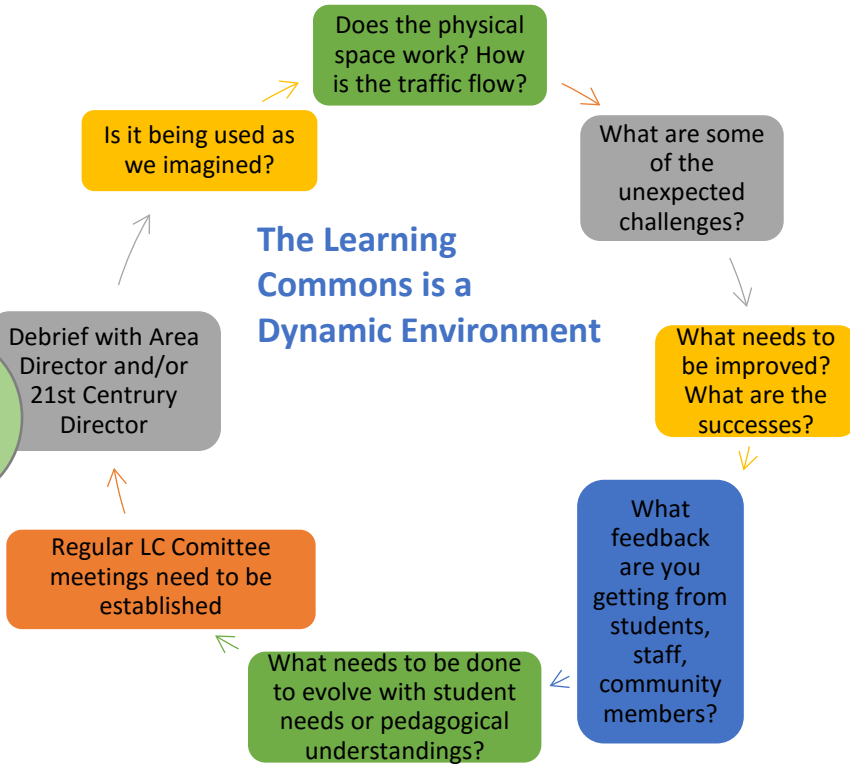 Does the physical
space work? How
is the traffic flow?
What are some
of the
unexpected
challenges?
What needs to
be improved?
What are the
successes?
What
feedback
are you
getting from
students,
staff,
community
members?
What needs to be done
to evolve with student
needs or pedagogical
understandings?
Regular LC Comittee
meetings need to be
established
Debrief with Area
Director and/or
21st Centrury
Director
Is it being used as
we imagined?
The Learning
Commons is a
Dynamic Environment